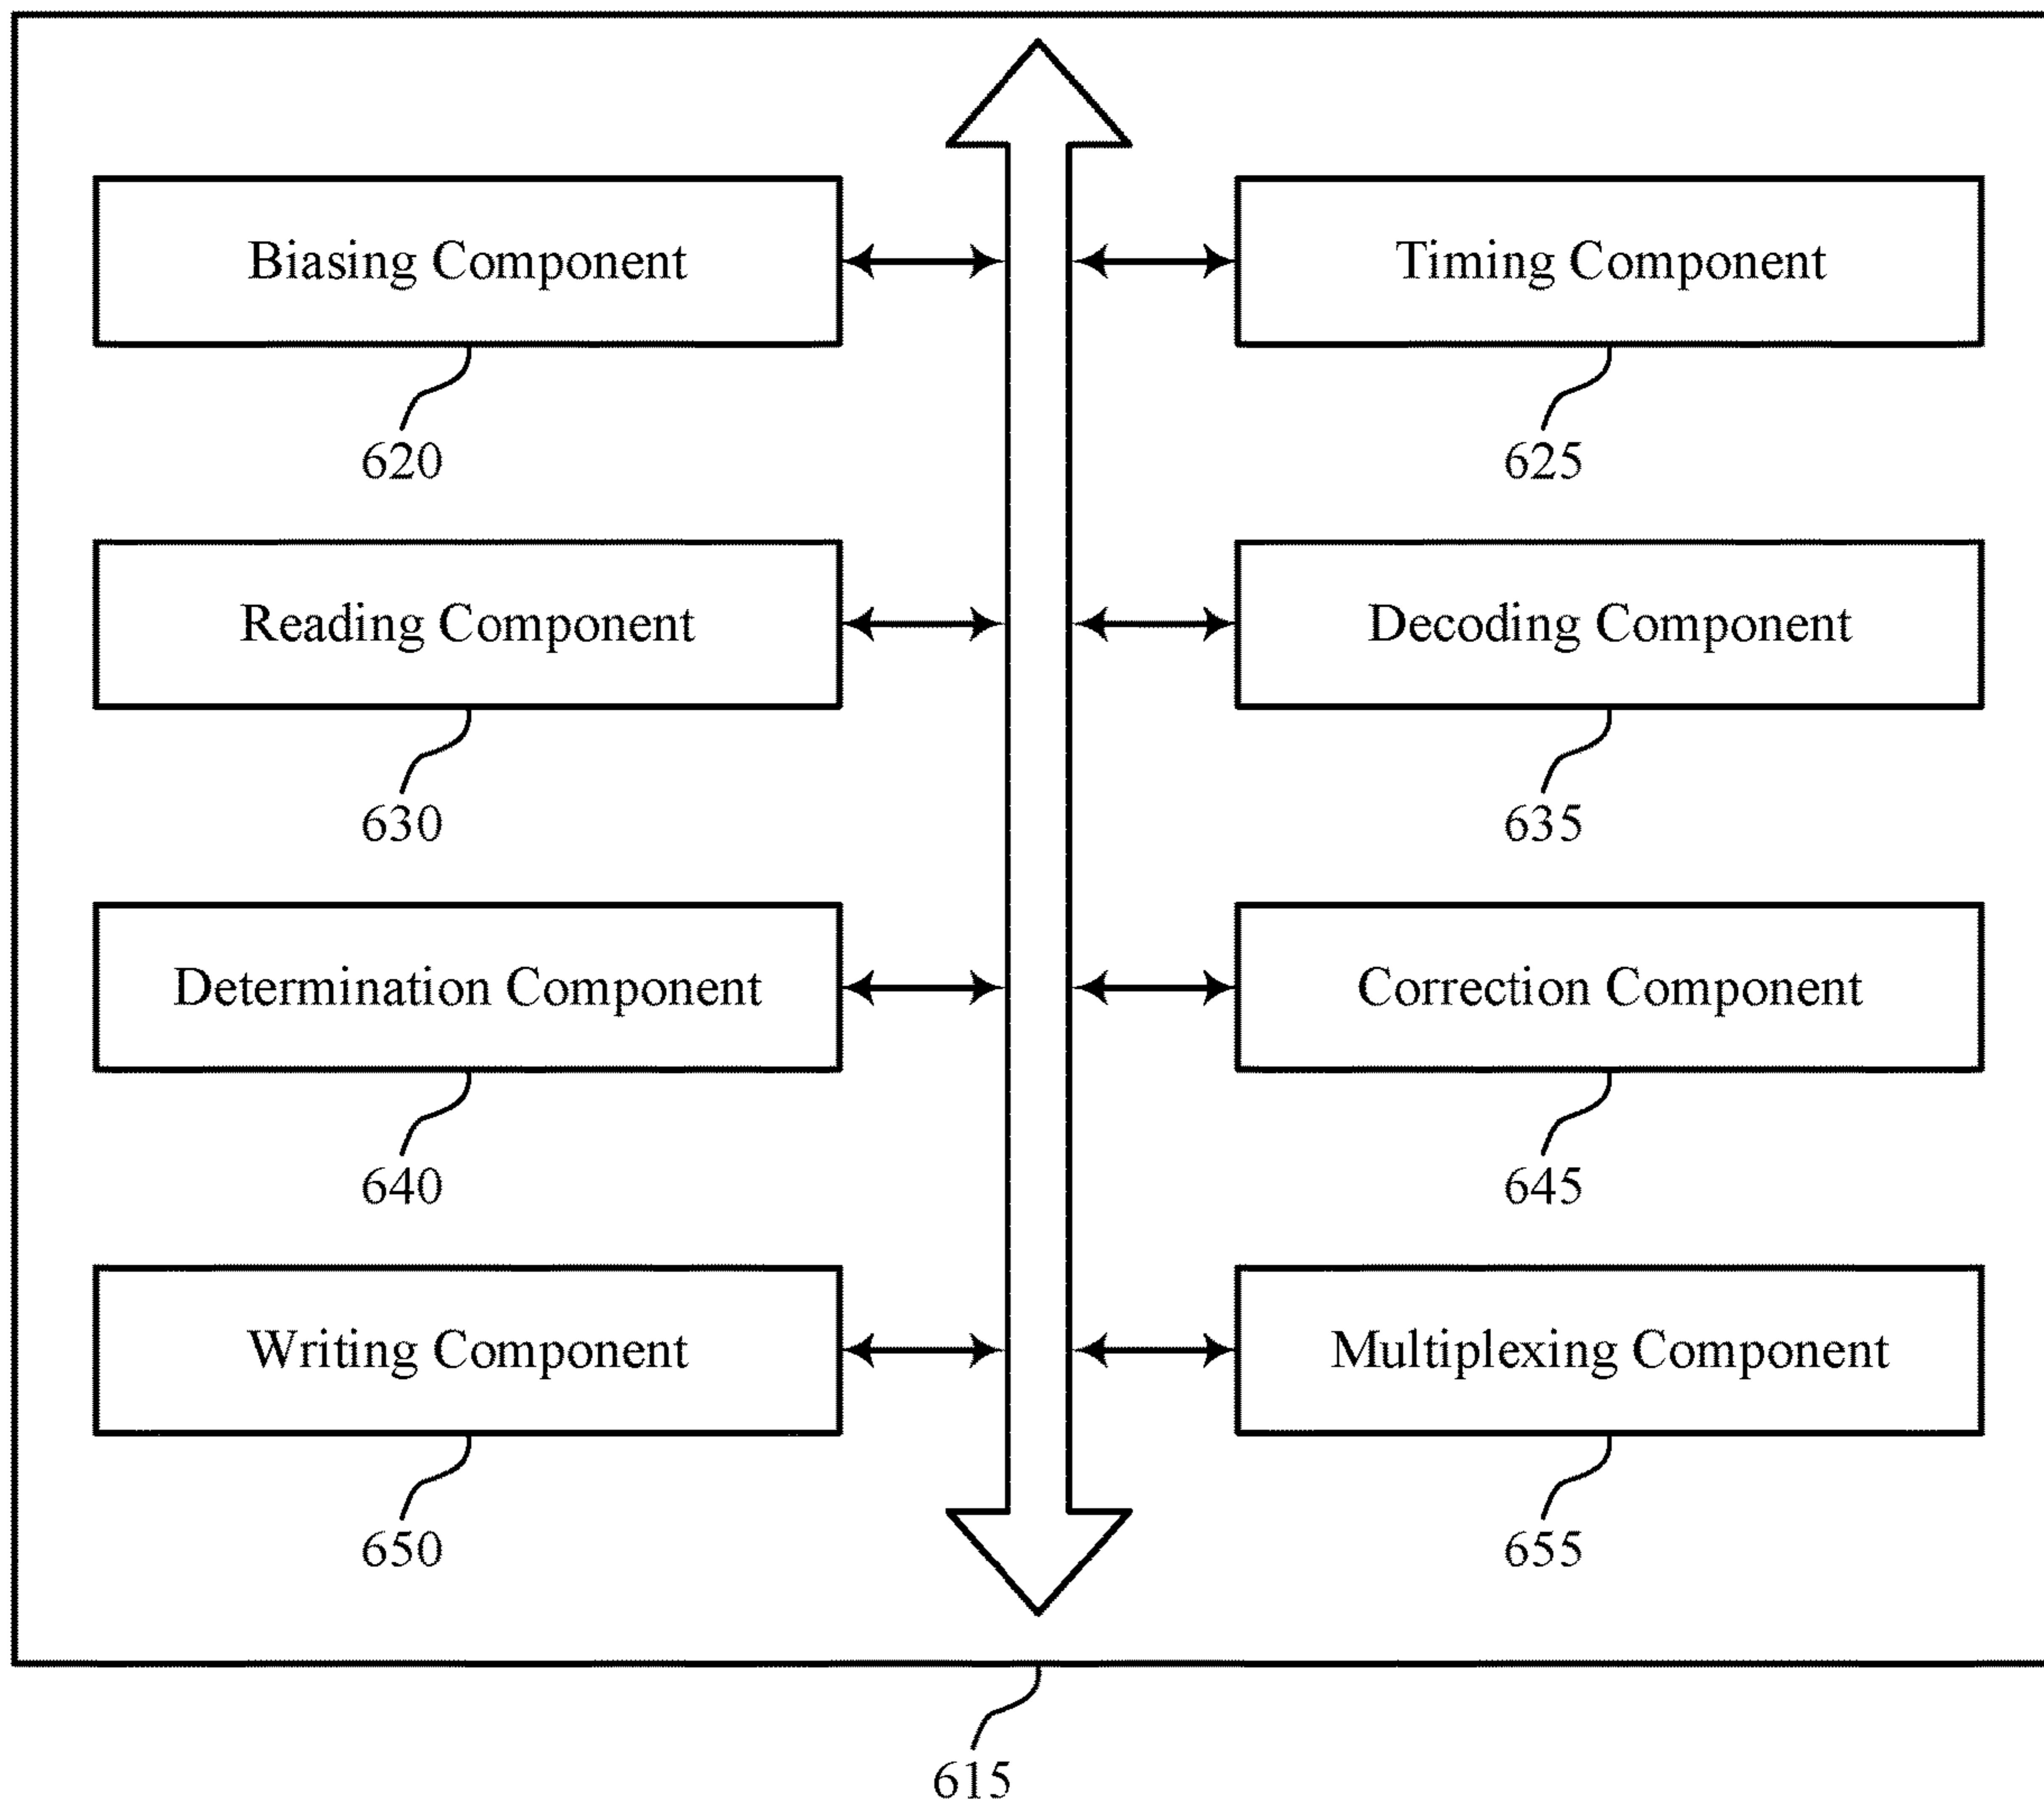 Biasing Component
Timing Component
620
625
Reading Component
Decoding Component
630
635
Determination Component
Correction Component
640
645
Writing Component
Multiplexing Component
650
655
615